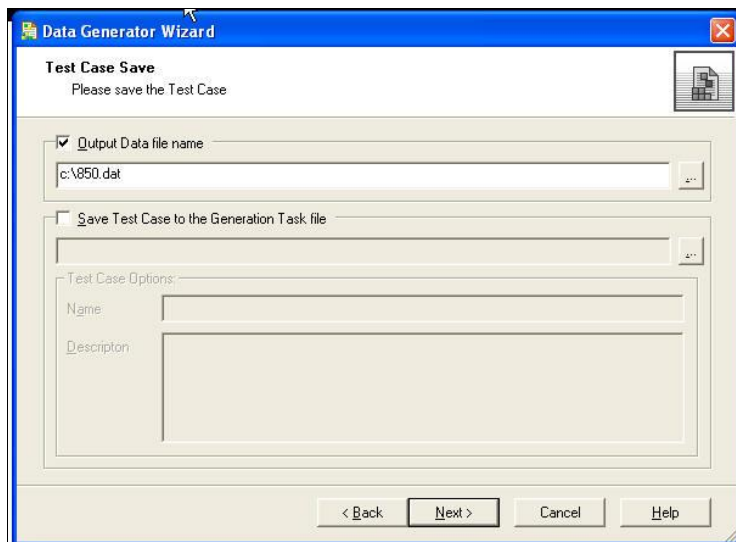 Data Generator Wizard
Test Case Save
Please save the Test Case
Output Data file name
c:\850.dat
...
Save Test Case to the Generation Task file
...
Test Case Options:
Name
Descripton
< Back
Next >
Cancel
Help